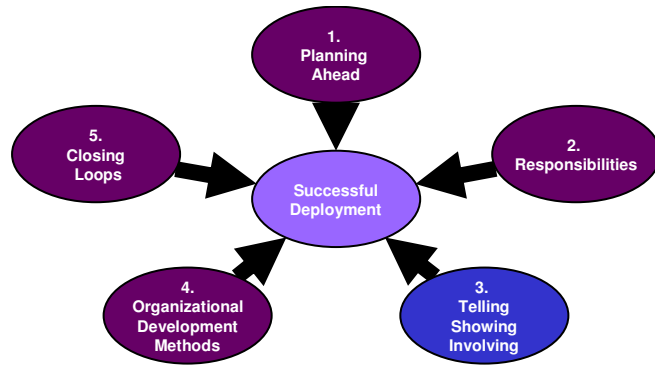 1.
Planning
Ahead
2.
Responsibilities
3.
Telling
Showing
Involving
4.
Organizational
Development
Methods
5.
Closing
Loops
Successful
Deployment